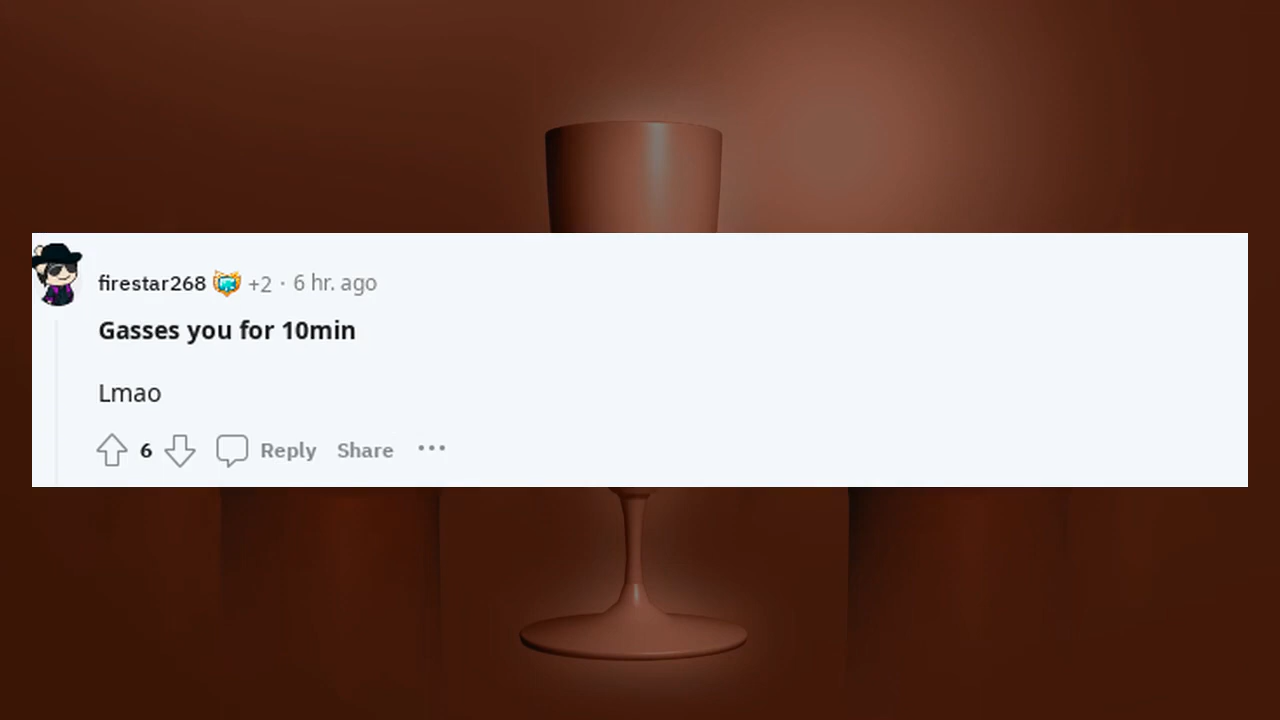 firestar268 +2 · 6 hr. ago
Gasses you for 10min
Lmao
6 Reply Share ···